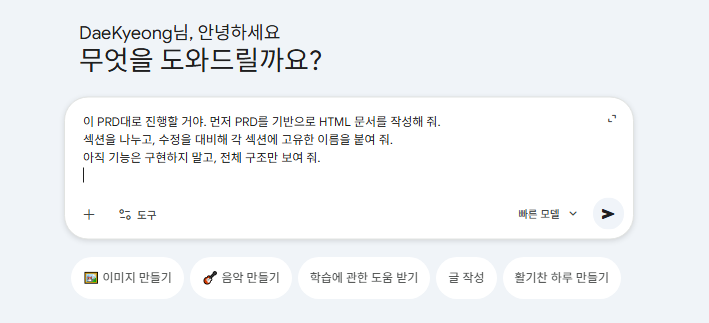 DaeKyeong님, 안녕하세요
무엇을 도와드릴까요?
이 PRD대로 진행할 거야. 먼저 PRD를 기반으로 HTML 문서를 작성해 줘.
섹션을 나누고, 수정을 대비해 각 섹션에 고유한 이름을 붙여 줘.
아직 기능은 구현하지 말고, 전체 구조만 보여 줘.
도구
빠른 모델
이미지 만들기
음악 만들기
학습에 관한 도움 받기
글 작성
활기찬 하루 만들기